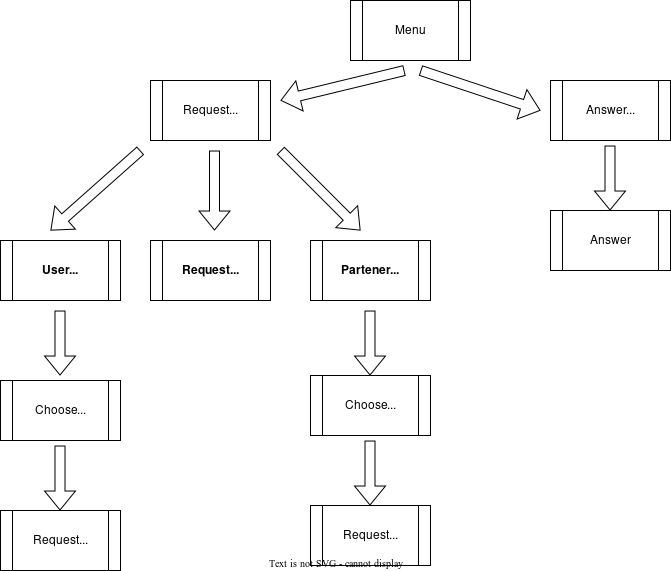 Menu
Request...
Answer...
User...
Request...
Partener...
Answer
Choose...
Choose...
Request...
Request...
Text is not SVG - cannot display